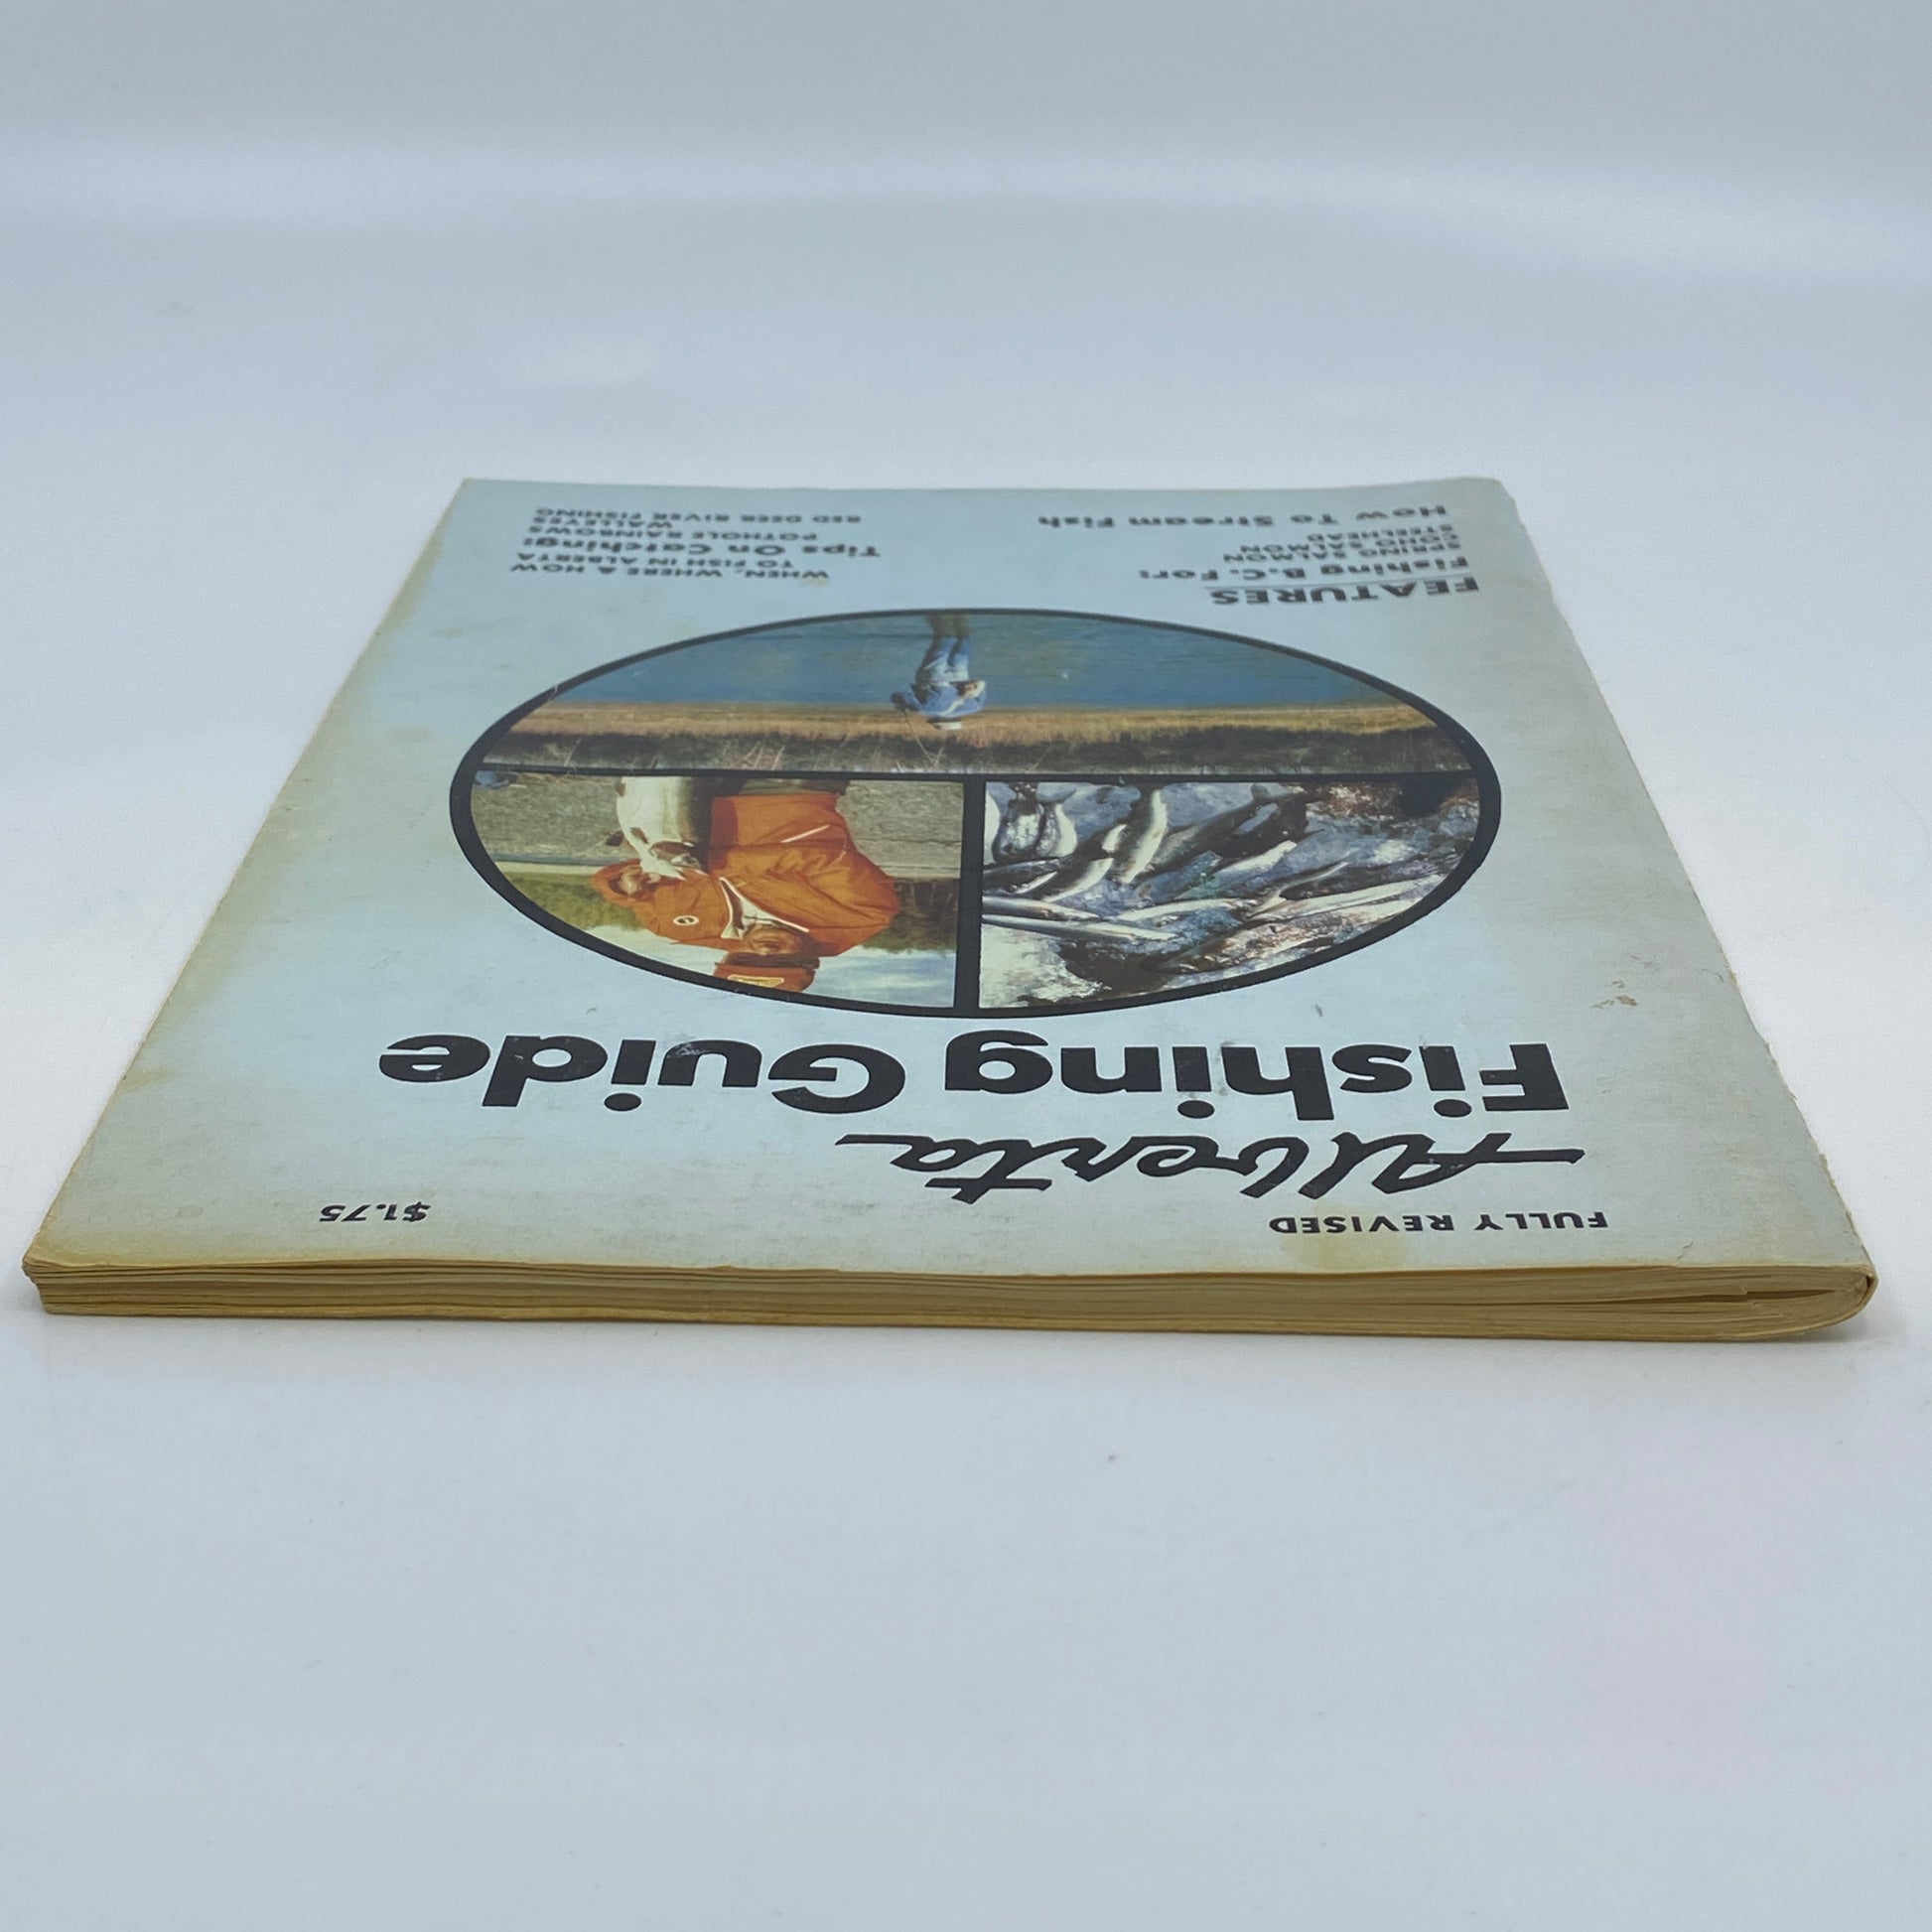 FULLY REVISED
$1.75
Alberta
Fishing Guide
FEATURES
Fishing B.C. For:
SPRING SALMON
COHO SALMON
STEELHEAD
How To Stream Fish
WHEN, WHERE & HOW
TO FISH IN ALBERTA
Tips On Catching:
POTHOLE RAINBOWS
WALLEYES
RED DEER RIVER FISHING